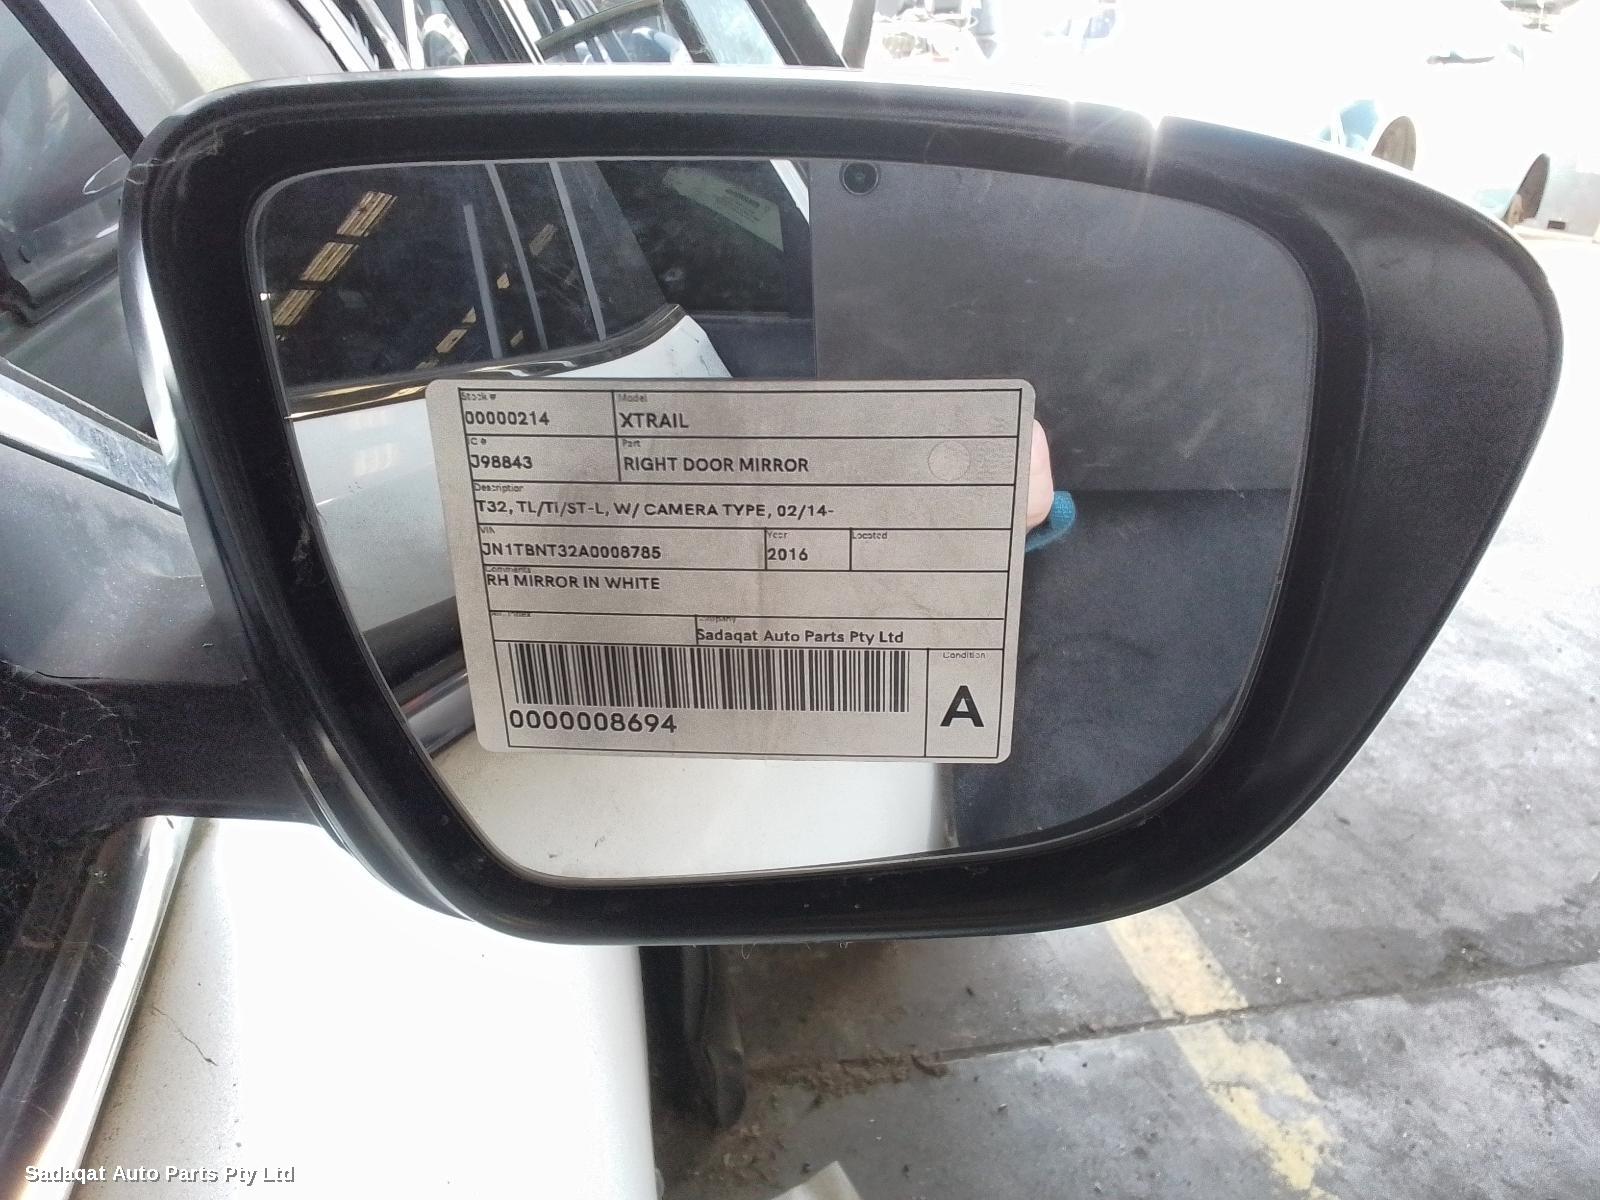 Stock # Model
00000214 XTRAIL
IC # Part
J98843 RIGHT DOOR MIRROR
Description
T32, TL/TI/ST-L, W/ CAMERA TYPE, 02/14-
VIN Year Located
JN1TBNT32A0008785 2016
Comments
RH MIRROR IN WHITE
Company
Sadaqat Auto Parts Pty Ltd
Condition
A
0000008694
Sadaqat Auto Parts Pty Ltd